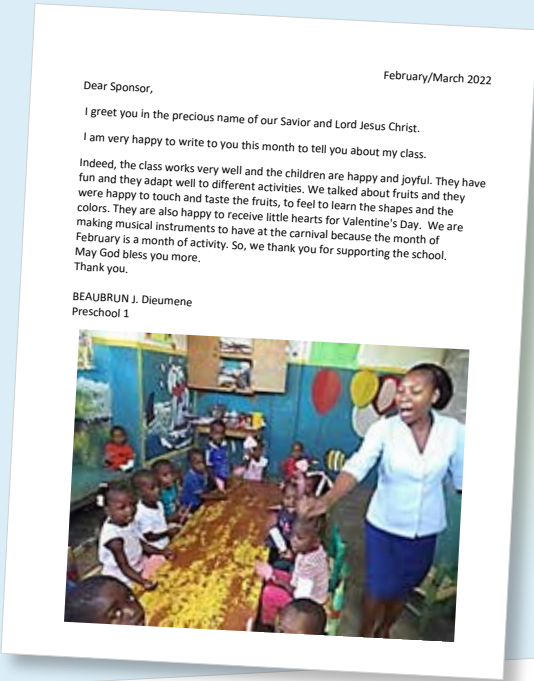 February/March 2022
Dear Sponsor,
I greet you in the precious name of our Savior and Lord Jesus Christ.
I am very happy to write to you this month to tell you about my class.
Indeed, the class works very well and the children are happy and joyful. They have
fun and they adapt well to different activities. We talked about fruits and they
were happy to touch and taste the fruits, to feel to learn the shapes and the
colors. They are also happy to receive little hearts for Valentine's Day.  We are
making musical instruments to have at the carnival because the month of
February is a month of activity. So, we thank you for supporting the school.
May God bless you more.
Thank you.
BEAUBRUN J. Dieumene
Preschool 1